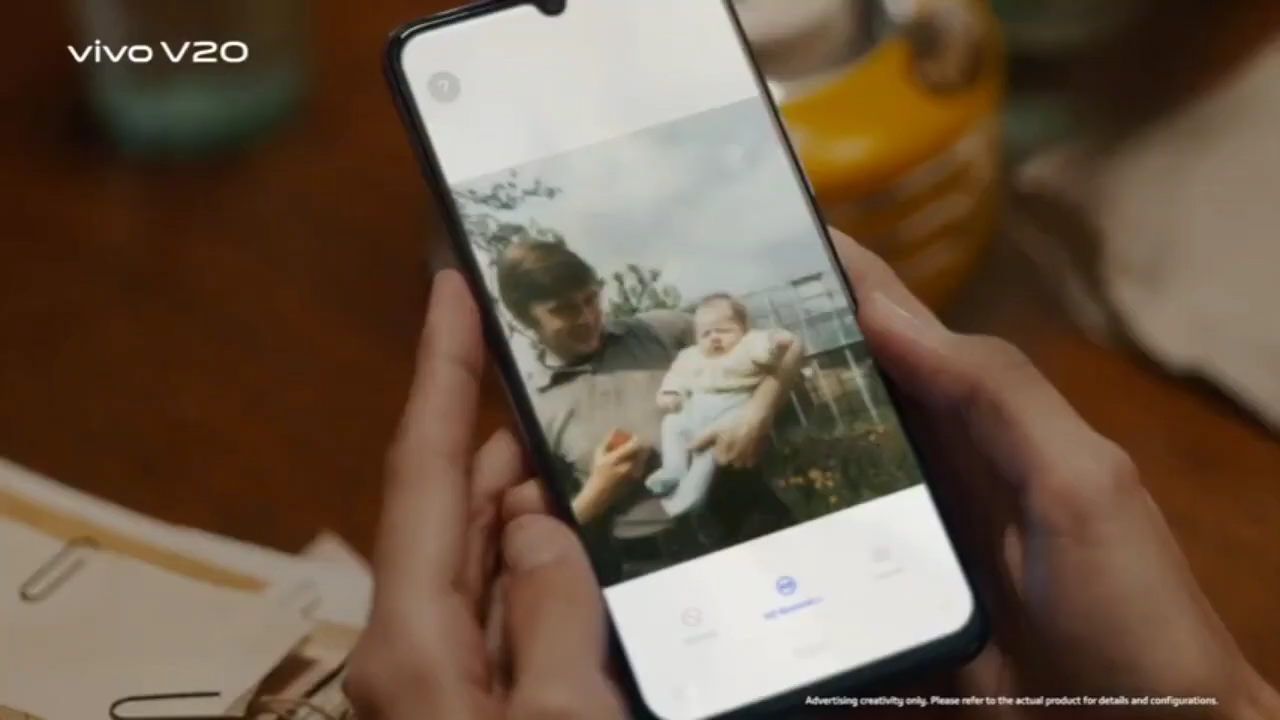 vivo V20
?
Advertising creativity only. Please refer to the actual product for details and configurations.